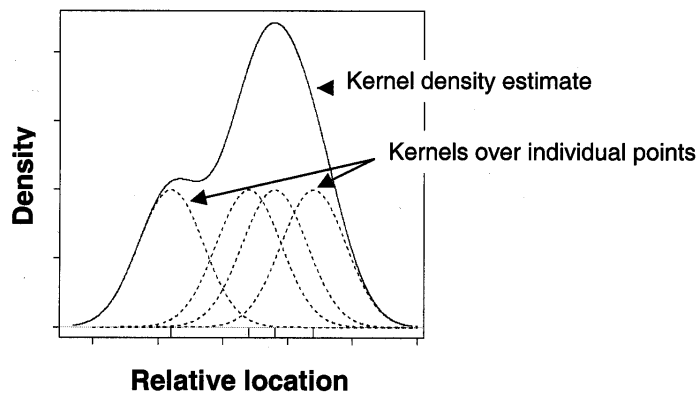 Kernel density estimate
Kernels over individual points
Density
Relative location